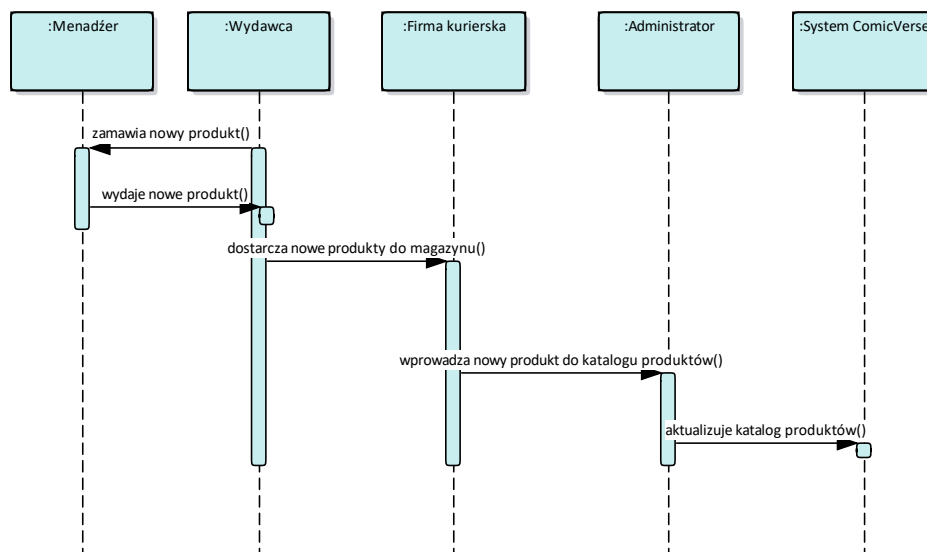 :Menadźer
:Wydawca
:Firma kurierska
:Administrator
:System ComicVerse
zamawia nowy produkt()
wydaje nowe produkt()
dostarcza nowe produkty do magazynu()
wprowadza nowy produkt do katalogu produktów()
aktualizuje katalog produktów()